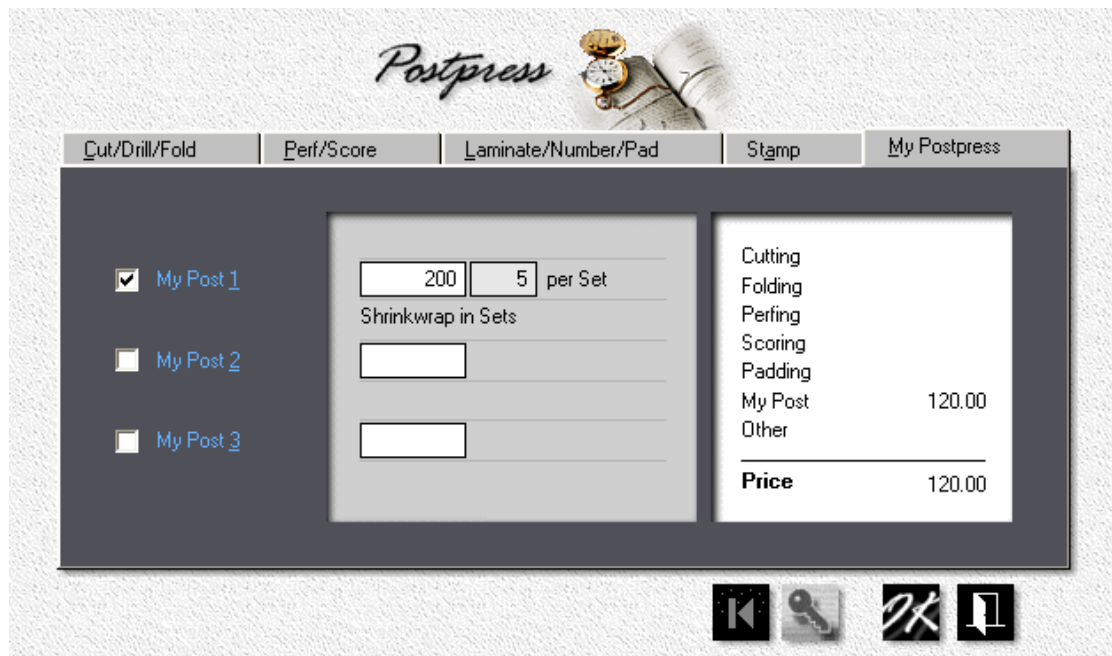 Postpress
Cut/Drill/Fold Perf/Score Laminate/Number/Pad Stamp My Postpress
My Post 1 200 5 per Set
Shrinkwrap in Sets
My Post 2
My Post 3
Cutting
Folding
Perfing
Scoring
Padding
My Post 120.00
Other
Price 120.00
OK